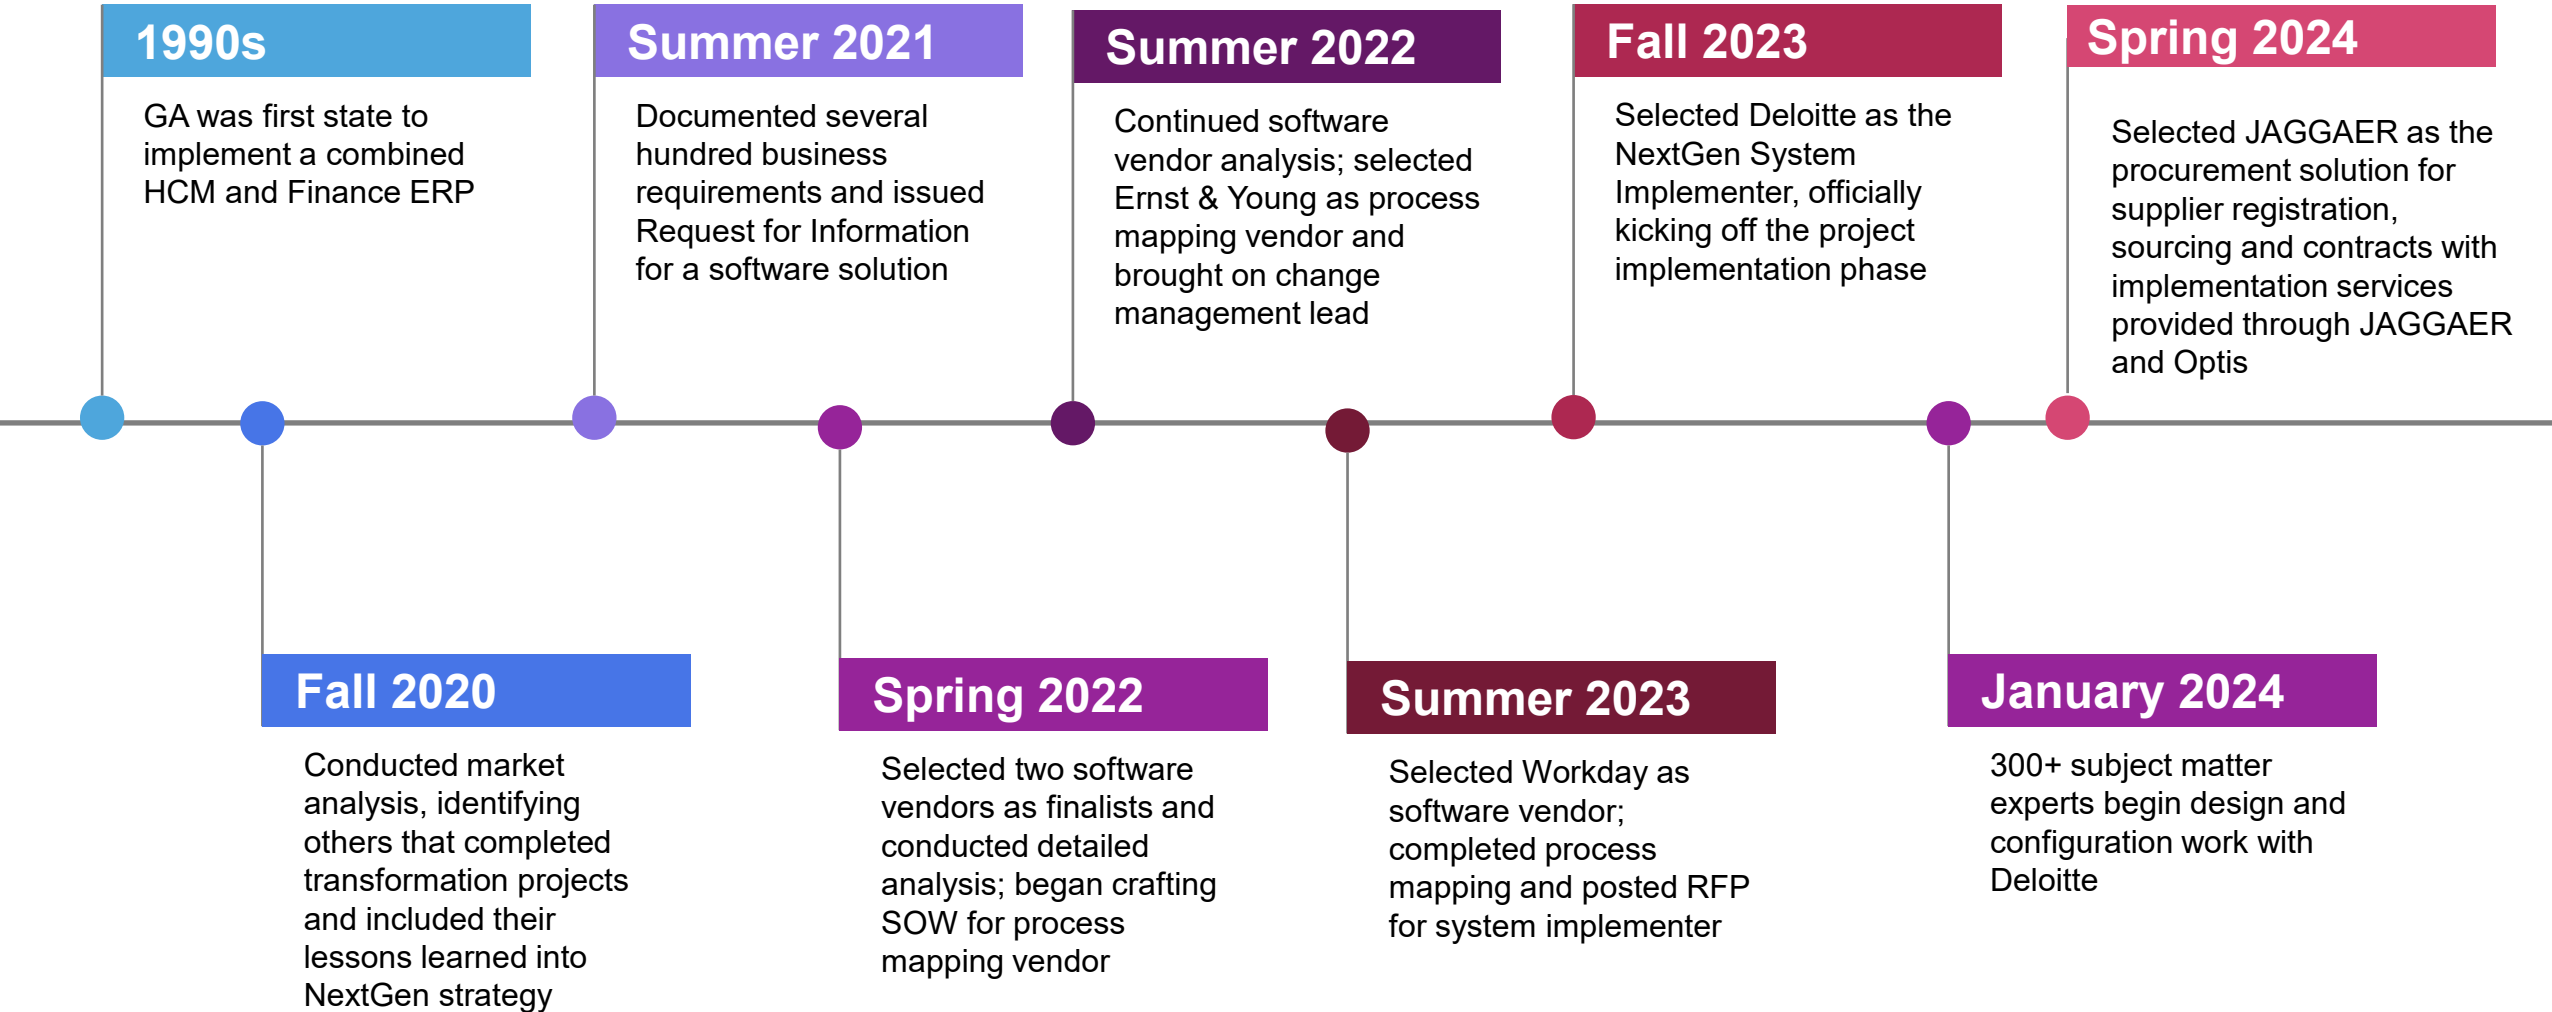 1990s
GA was first state to
implement a combined
HCM and Finance ERP
Fall 2020
Conducted market
analysis, identifying
others that completed
transformation projects
and included their
lessons learned into
NextGen strategy
Summer 2021
Documented several
hundred business
requirements and issued
Request for Information
for a software solution
Spring 2022
Selected two software
vendors as finalists and
conducted detailed
analysis; began crafting
SOW for process
mapping vendor
Summer 2022
Continued software
vendor analysis; selected
Ernst & Young as process
mapping vendor and
brought on change
management lead
Summer 2023
Selected Workday as
software vendor;
completed process
mapping and posted RFP
for system implementer
Fall 2023
Selected Deloitte as the
NextGen System
Implementer, officially
kicking off the project
implementation phase
January 2024
300+ subject matter
experts begin design and
configuration work with
Deloitte
Spring 2024
Selected JAGGAER as the
procurement solution for
supplier registration,
sourcing and contracts with
implementation services
provided through JAGGAER
and Optis